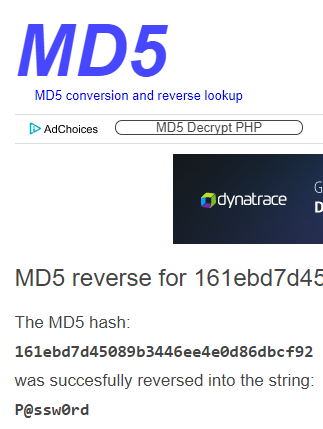 MD5
MD5 conversion and reverse lookup
AdChoices
MD5 Decrypt PHP
dynatrace
G
D
MD5 reverse for 161ebd7d45
The MD5 hash:
161ebd7d45089b3446ee4e0d86dbcf92
was succesfully reversed into the string:
P@ssw0rd